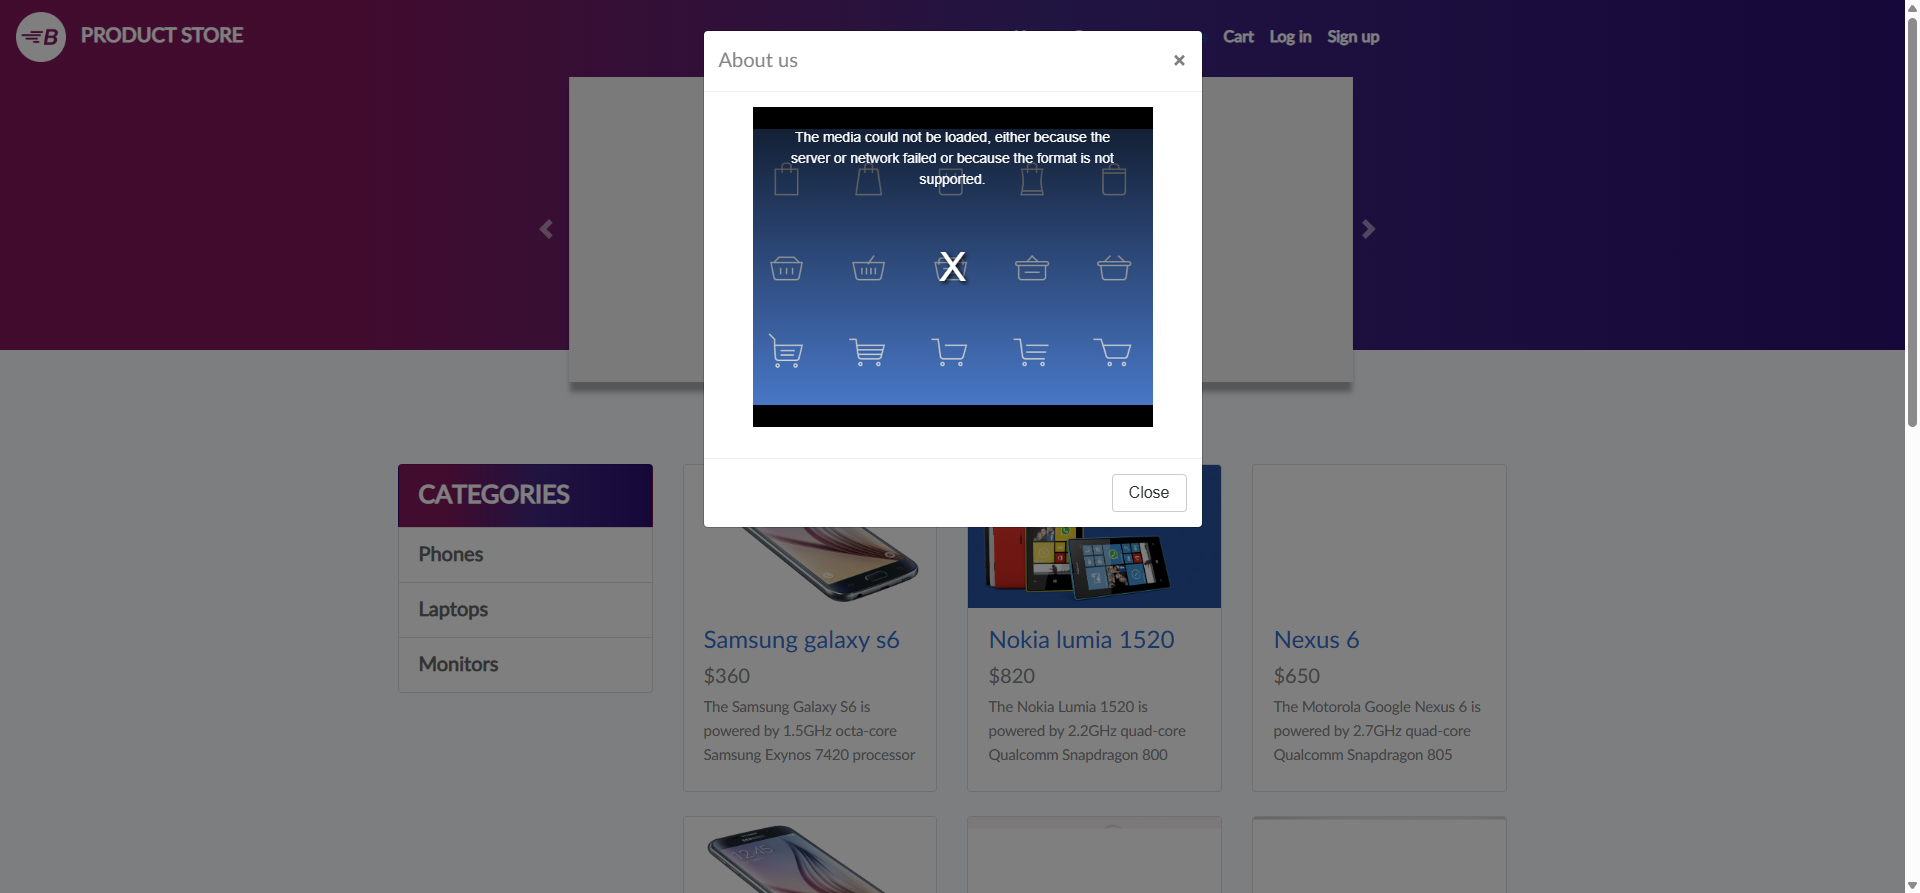 PRODUCT STORE
Cart Log in Sign up
About us
×
The media could not be loaded, either because the
server or network failed or because the format is not
supported.
X
Close
CATEGORIES
Phones
Laptops
Monitors
Samsung galaxy s6
$360
The Samsung Galaxy S6 is
powered by 1.5GHz octa-core
Samsung Exynos 7420 processor
Nokia lumia 1520
$820
The Nokia Lumia 1520 is
powered by 2.2GHz quad-core
Qualcomm Snapdragon 800
Nexus 6
$650
The Motorola Google Nexus 6 is
powered by 2.7GHz quad-core
Qualcomm Snapdragon 805
12:45